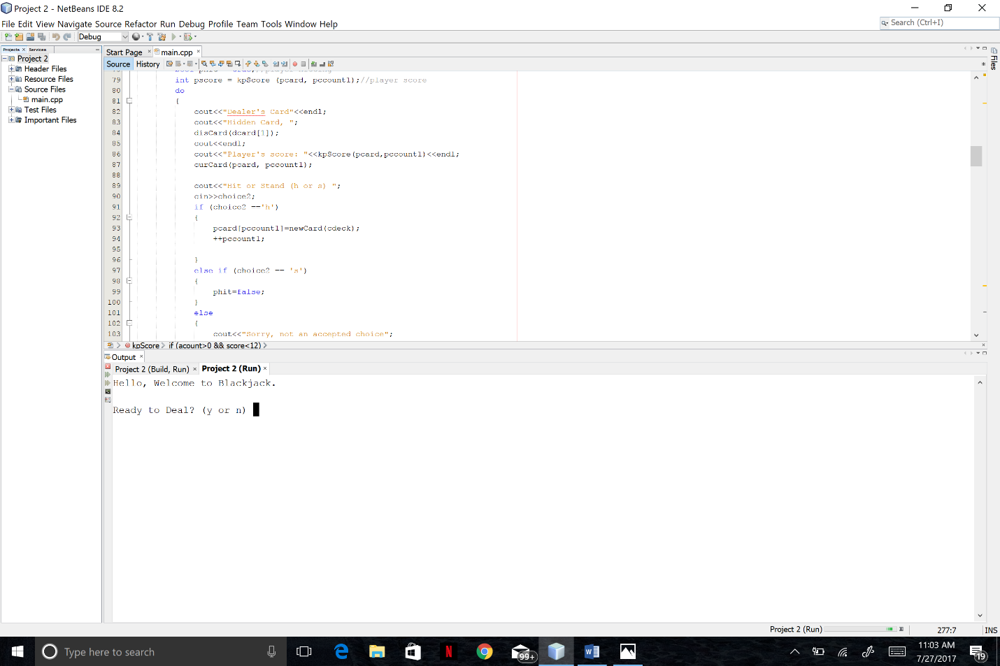 Project 2 - NetBeans IDE 8.2
File Edit View Navigate Source Refactor Run Debug Profile Team Tools Window Help
Search (Ctrl+I)
Debug
Projects Services
Start Page main.cpp
Files
Project 2
Header Files
Resource Files
Source Files
main.cpp
Test Files
Important Files
Source History
79 int pscore = kpScore (pcard, pccount1);//player score
80 do
81 {
82 cout<<"Dealer's Card"<<endl;
83 cout<<"Hidden Card, ";
84 disCard(dcard[1]);
85 cout<<endl;
86 cout<<"Player's score: "<<kpScore(pcard,pccount1)<<endl;
87 curCard(pcard, pccount1);
88
89 cout<<"Hit or Stand (h or s) ";
90 cin>>choice2;
91 if (choice2 =='h')
92 {
93 pcard[pccount1]=newCard(cdeck);
94 ++pccount1;
95
96 }
97 else if (choice2 == 's')
98 {
99 phit=false;
100 }
101 else
102 {
103 cout<<"Sorry, not an accepted choice";
kpScore if (acount>0 && score<12)
Output
Project 2 (Build, Run) Project 2 (Run)
Hello, Welcome to Blackjack.
Ready to Deal? (y or n)
Project 2 (Run) 277:7 INS
Type here to search
99+
11:03 AM
7/27/2017
19